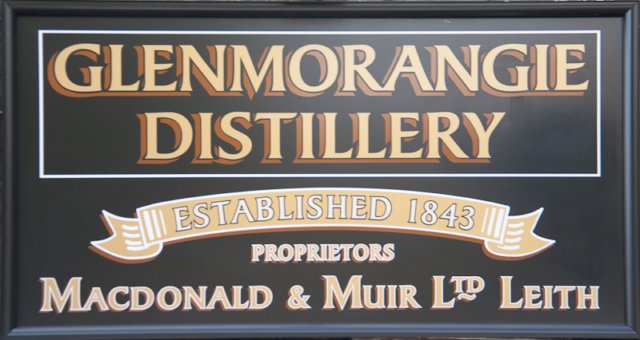 GLENMORANGIE
DISTILLERY
ESTABLISHED 1843
PROPRIETORS
MACDONALD & MUIR LTD LEITH